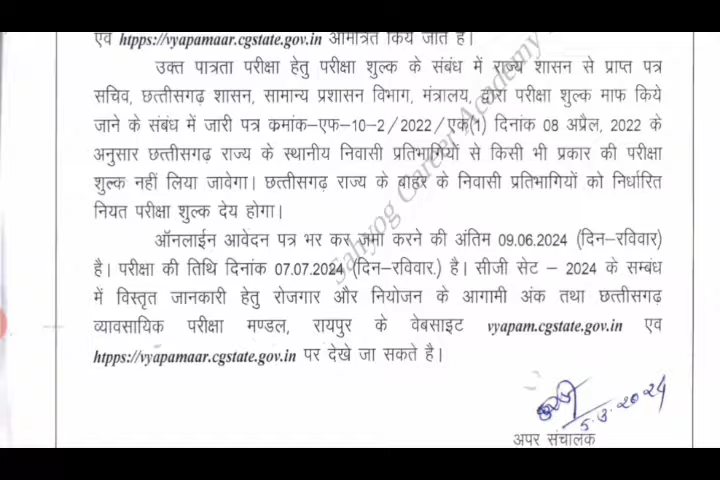 एवं htpps://vyapamaar.cgstate.gov.in आमंत्रित किये जाते है।
उक्त पात्रता परीक्षा हेतु परीक्षा शुल्क के संबंध में राज्य शासन से प्राप्त पत्र
सचिव, छत्तीसगढ़ शासन, सामान्य प्रशासन विभाग, मंत्रालय, द्वारा परीक्षा शुल्क माफ किये
जाने के संबंध में जारी पत्र कमांक-एफ-10-2/2022/एक(1) दिनांक 08 अप्रैल, 2022 के
अनुसार छत्तीसगढ़ राज्य के स्थानीय निवासी प्रतिभागियों से किसी भी प्रकार की परीक्षा
शुल्क नहीं लिया जावेगा। छत्तीसगढ़ राज्य के बाहर के निवासी प्रतिभागियों को निर्धारित
नियत परीक्षा शुल्क देय होगा।
ऑनलाईन आवेदन पत्र भर कर जमा करने की अंतिम 09.06.2024 (दिन-रविवार)
है। परीक्षा की तिथि दिनांक 07.07.2024 (दिन-रविवार.) है। सीजी सेट - 2024 के सम्बंध
में विस्तृत जानकारी हेतु रोजगार और नियोजन के आगामी अंक तथा छत्तीसगढ़
व्यावसायिक परीक्षा मण्डल, रायपुर के वेबसाइट vyapam.cgstate.gov.in एवं
htpps://vyapamaar.cgstate.gov.in पर देखे जा सकते है।
Sahyog Career Academy
5.3.2024
अपर संचालक